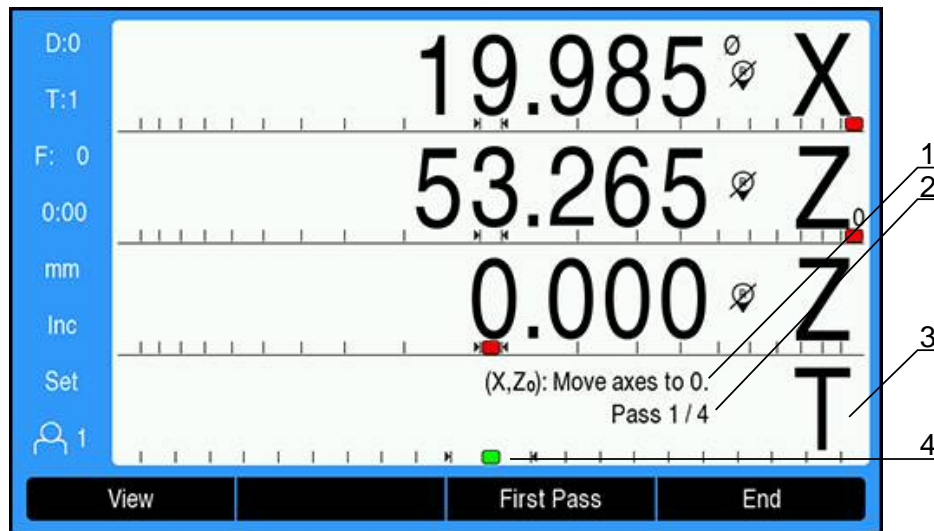 D:0
T:1
F: 0
0:00
mm
Inc
Set
1
19.985 Ø X
53.265 Z0
0.000 Z
(X,Z0): Move axes to 0.
Pass 1 / 4
T
View
First Pass
End
1
2
3
4